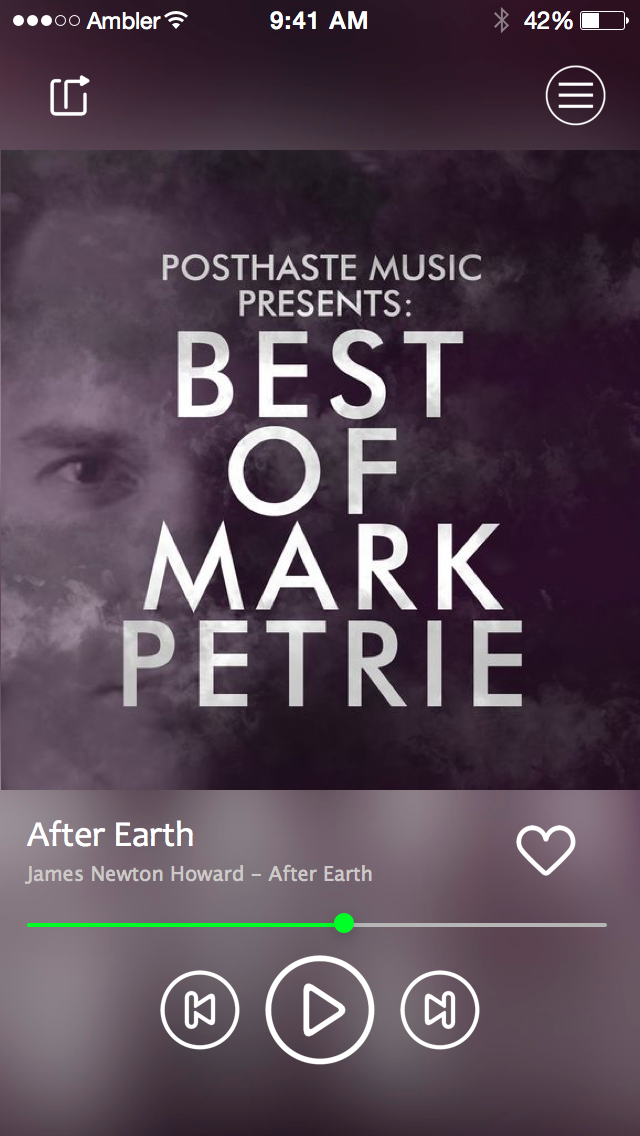 Ambler 9:41 AM 42%
POSTHASTE MUSIC
PRESENTS:
BEST
OF
MARK
PETRIE
After Earth
James Newton Howard – After Earth